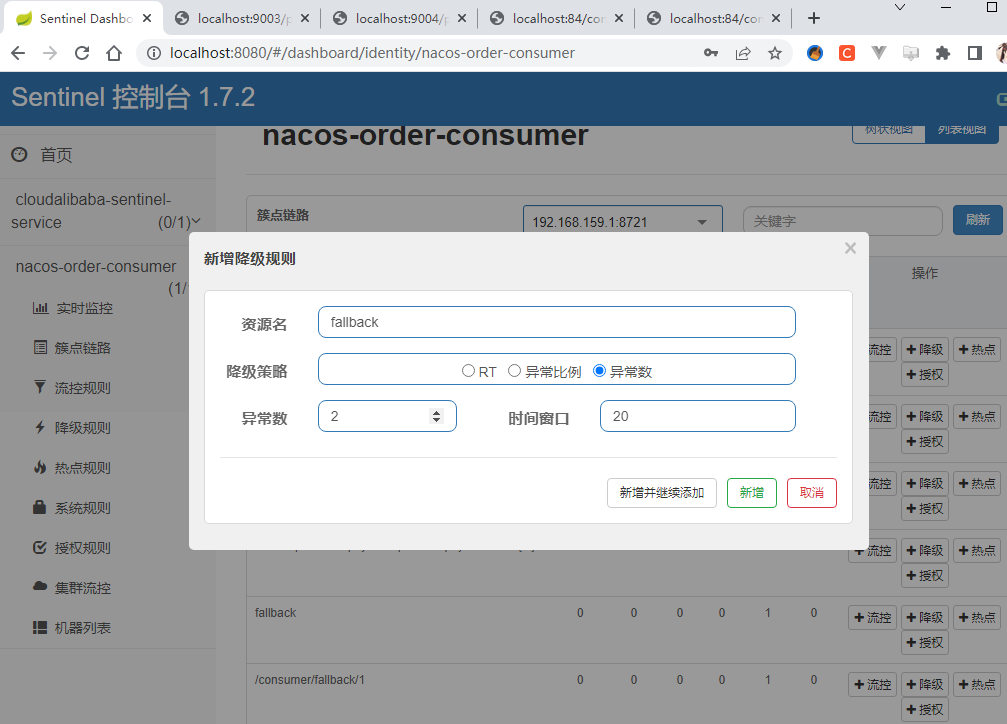 Sentinel Dashbo
localhost:9003/p
localhost:9004/p
localhost:84/con
localhost:84/con
localhost:8080/#/dashboard/identity/nacos-order-consumer
Sentinel 控制台 1.7.2
nacos-order-consumer
树状视图 列表视图
首页
cloudalibaba-sentinel-
service (0/1)
nacos-order-consumer
(1/
实时监控
簇点链路
流控规则
降级规则
热点规则
系统规则
授权规则
集群流控
机器列表
簇点链路 192.168.159.1:8721 关键字 刷新
操作
新增降级规则 ×
资源名 fallback
降级策略 RT 异常比例 异常数
异常数 2 时间窗口 20
新增并继续添加 新增 取消
流控 + 降级 + 热点
+ 授权
流控 + 降级 + 热点
+ 授权
流控 + 降级 + 热点
+ 授权
+ 流控 + 降级 + 热点
+ 授权
fallback 0 0 0 0 1 0 + 流控 + 降级 + 热点
+ 授权
/consumer/fallback/1 0 0 0 0 1 0 + 流控 + 降级 + 热点
+ 授权